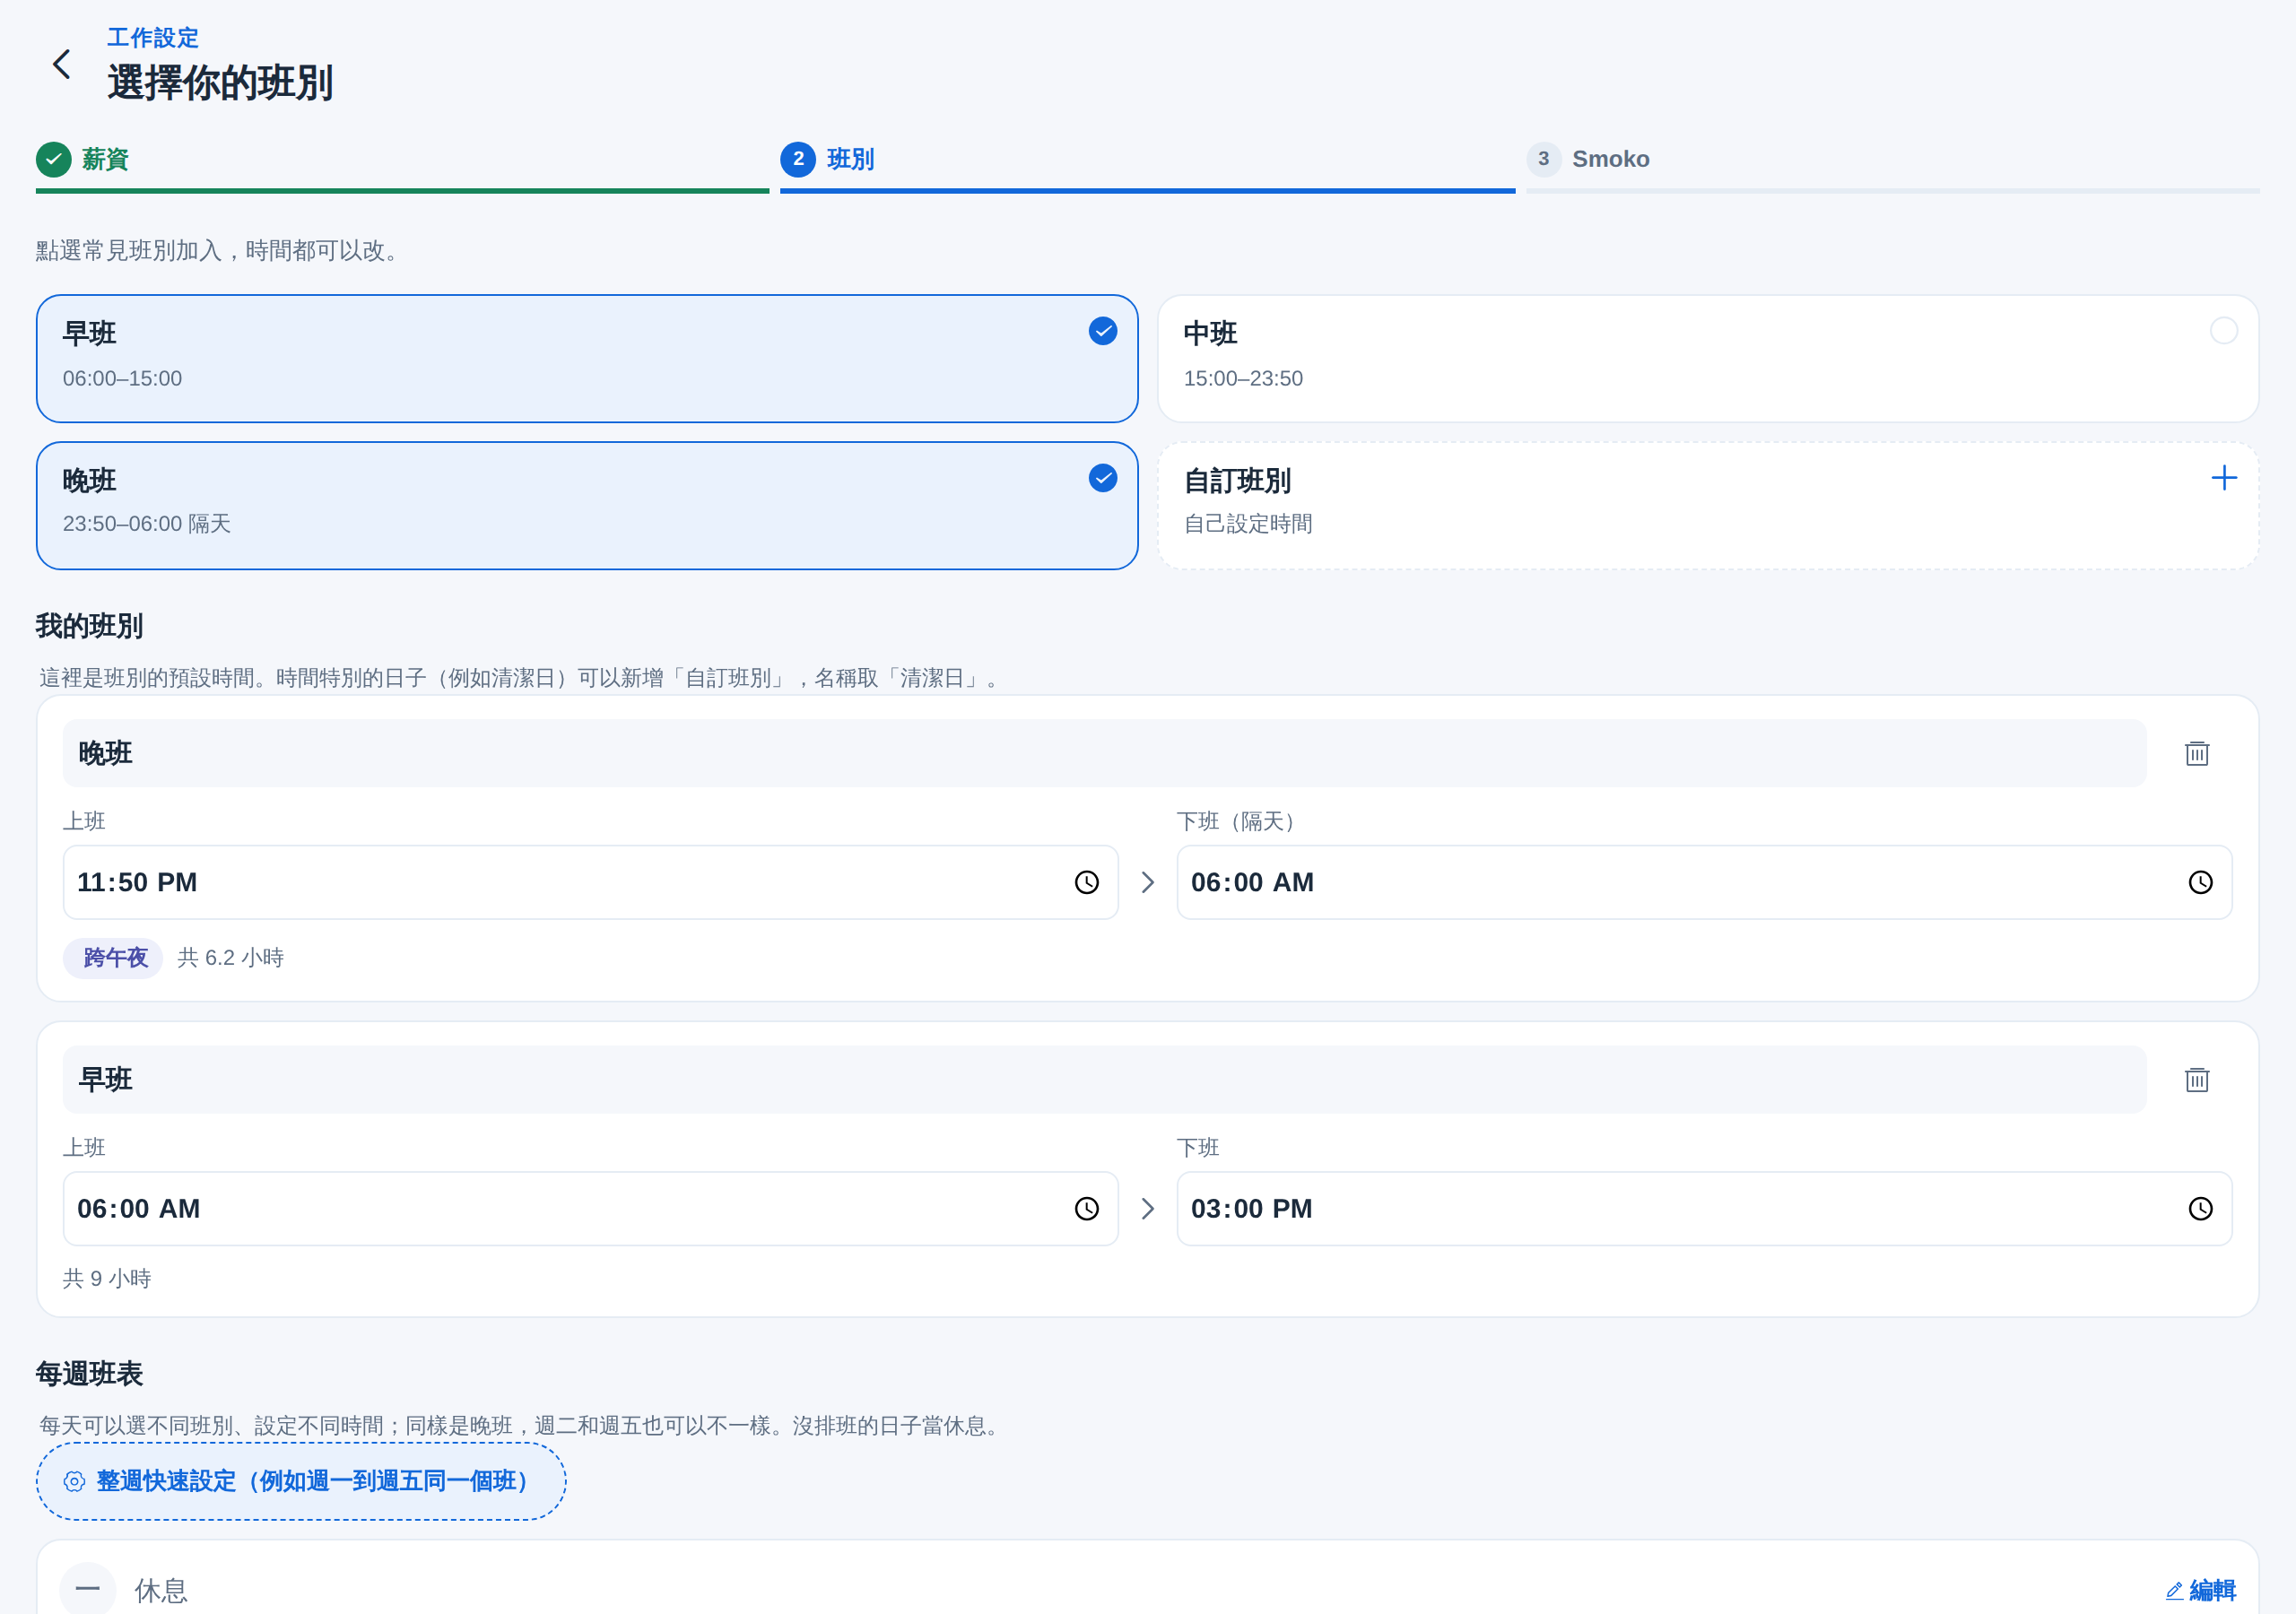 工作設定
選擇你的班別
薪資
2 班別
3 Smoko
點選常見班別加入，時間都可以改。
早班
06:00–15:00
中班
15:00–23:50
晚班
23:50–06:00 隔天
自訂班別
自己設定時間
我的班別
這裡是班別的預設時間。時間特別的日子（例如清潔日）可以新增「自訂班別」，名稱取「清潔日」。
晚班
上班
下班（隔天）
11:50 PM
06:00 AM
跨午夜 共 6.2 小時
早班
上班
下班
06:00 AM
03:00 PM
共 9 小時
每週班表
每天可以選不同班別、設定不同時間；同樣是晚班，週二和週五也可以不一樣。沒排班的日子當休息。
整週快速設定（例如週一到週五同一個班）
一 休息
編輯